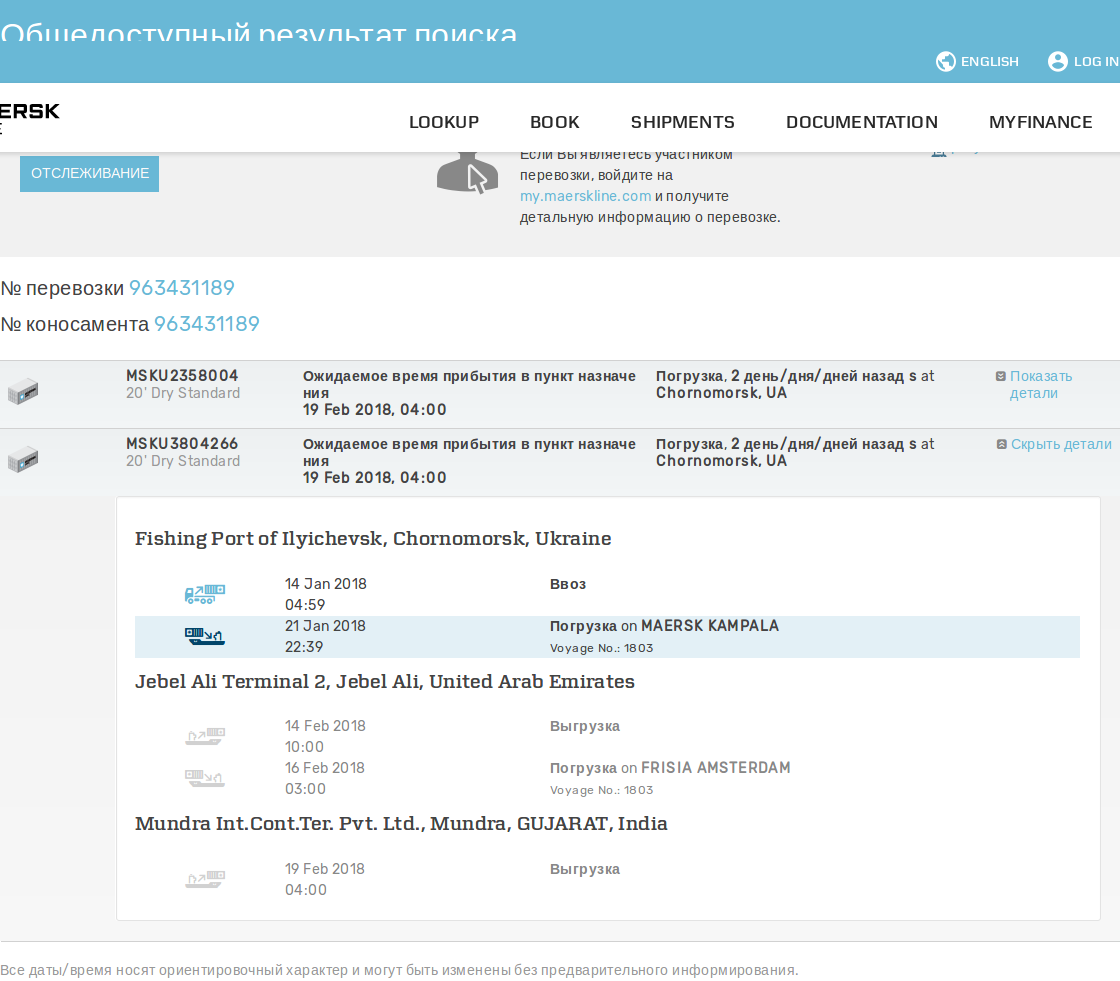 Общедоступный результат поиска
ENGLISH LOG IN
ERSK
LOOKUP BOOK SHIPMENTS DOCUMENTATION MYFINANCE
Если Вы являетесь участником
ОТСЛЕЖИВАНИЕ
перевозки, войдите на
my.maerskline.com и получите
детальную информацию о перевозке.
№ перевозки 963431189
№ коносамента 963431189
MSKU2358004 Ожидаемое время прибытия в пункт назначе Погрузка, 2 день/дня/дней назад s at Показать
20' Dry Standard ния Chornomorsk, UA детали
19 Feb 2018, 04:00
MSKU3804266 Ожидаемое время прибытия в пункт назначе Погрузка, 2 день/дня/дней назад s at Скрыть детали
20' Dry Standard ния Chornomorsk, UA
19 Feb 2018, 04:00
Fishing Port of Ilyichevsk, Chornomorsk, Ukraine
14 Jan 2018 Ввоз
04:59
21 Jan 2018 Погрузка on MAERSK KAMPALA
22:39 Voyage No.: 1803
Jebel Ali Terminal 2, Jebel Ali, United Arab Emirates
14 Feb 2018 Выгрузка
10:00
16 Feb 2018 Погрузка on FRISIA AMSTERDAM
03:00 Voyage No.: 1803
Mundra Int.Cont.Ter. Pvt. Ltd., Mundra, GUJARAT, India
19 Feb 2018 Выгрузка
04:00
Все даты/время носят ориентировочный характер и могут быть изменены без предварительного информирования.